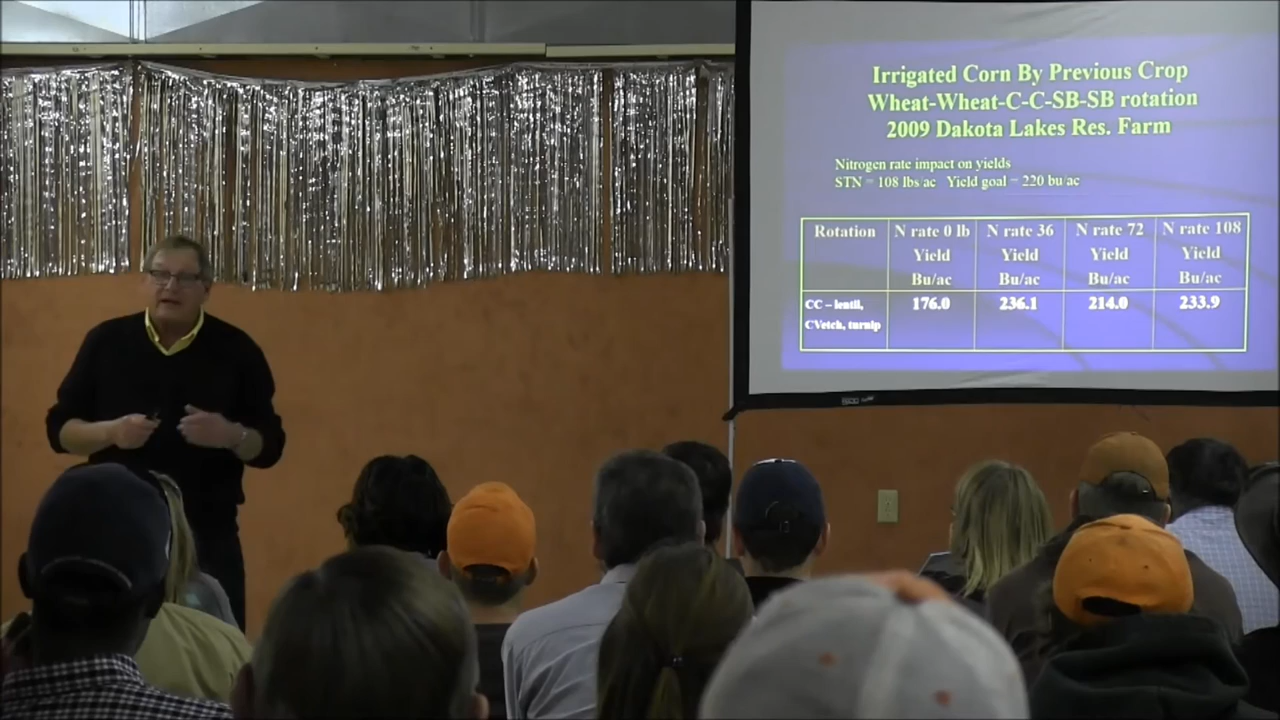 Irrigated Corn By Previous Crop
Wheat-Wheat-C-C-SB-SB rotation
2009 Dakota Lakes Res. Farm
Nitrogen rate impact on yields
STN = 108 lbs/ac Yield goal = 220 bu/ac
Rotation N rate 0 lb N rate 36 N rate 72 N rate 108
Yield Yield Yield Yield
Bu/ac Bu/ac Bu/ac Bu/ac
CC – lentil, 176.0 236.1 214.0 233.9
CVetch, turnip